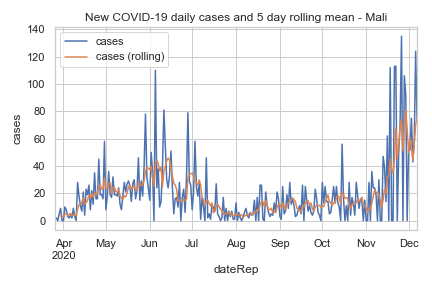 New COVID-19 daily cases and 5 day rolling mean - Mali
140
120
100
80
60
40
20
0
cases
cases
cases (rolling)
Apr
2020
May
Jun
Jul
Aug
Sep
Oct
Nov
Dec
dateRep